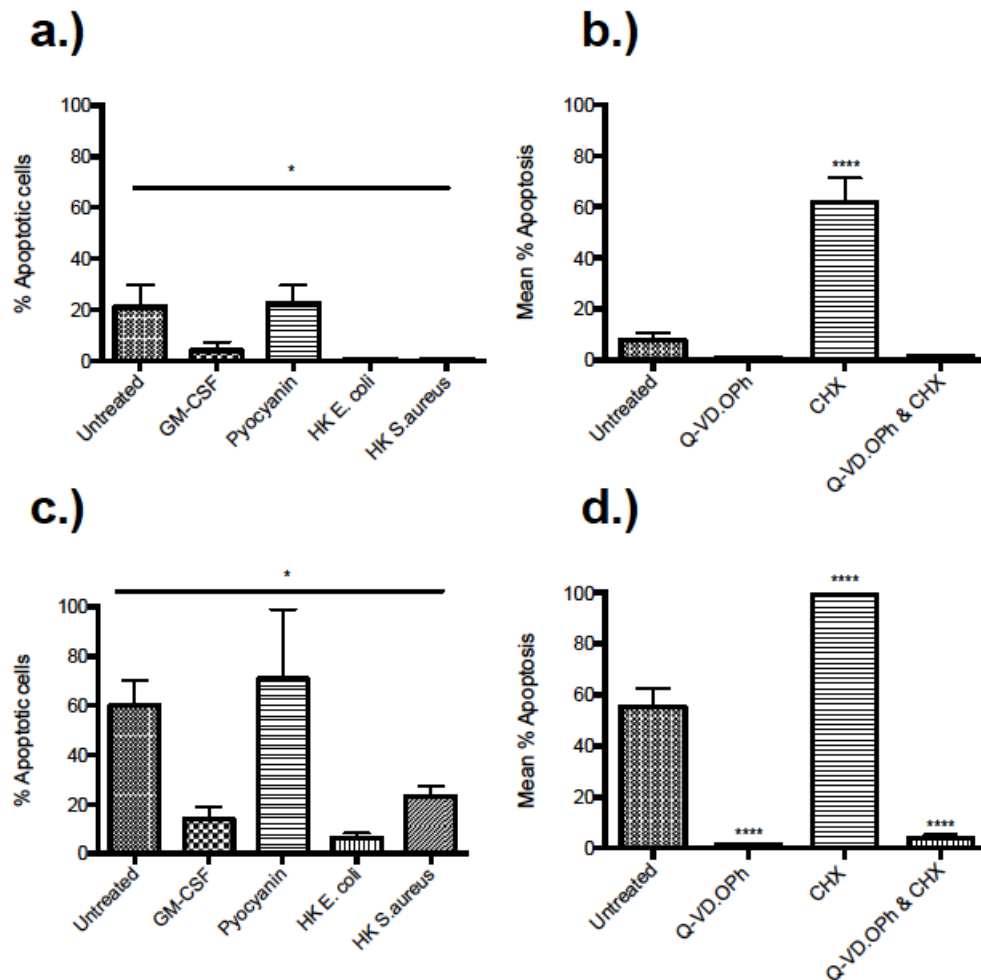 a.)
% Apoptotic cells
100
80
60
40
20
0
*
Untreated
GM-CSF
Pyocyanin
HK E. coli
HK S.aureus
b.)
Mean % Apoptosis
100
80
60
40
20
0
****
Untreated
Q-VD.OPh
CHX
Q-VD.OPh & CHX
c.)
% Apoptotic cells
100
80
60
40
20
0
*
Untreated
GM-CSF
Pyocyanin
HK E. coli
HK S.aureus
d.)
Mean % Apoptosis
100
80
60
40
20
0
****
****
****
Untreated
Q-VD.OPh
CHX
Q-VD.OPh & CHX